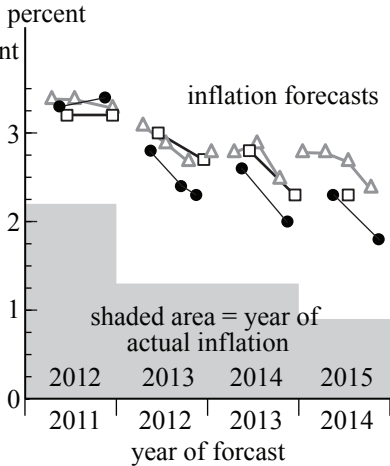 percent
nt
inflation forecasts
3
2
1
shaded area = year of
actual inflation
2012 2013 2014 2015
0
2011 2012 2013 2014
year of forcast